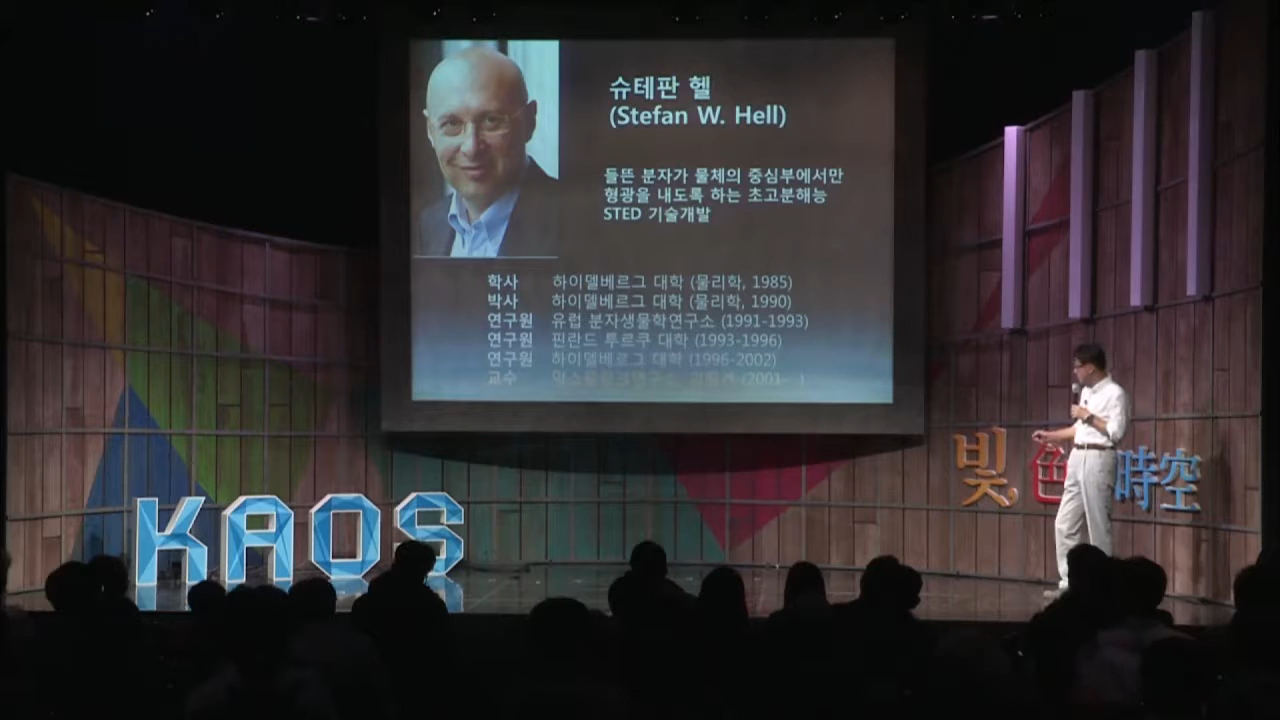 슈테판 헬
(Stefan W. Hell)
들뜬 분자가 물체의 중심부에서만
형광을 내도록 하는 초고분해능
STED 기술개발
학사 하이델베르그 대학 (물리학, 1985)
박사 하이델베르그 대학 (물리학, 1990)
연구원 유럽 분자생물학연구소 (1991-1993)
연구원 핀란드 투르쿠 대학 (1993-1996)
연구원 하이델베르그 대학 (1996-2002)
교수 (2001- )
빛, 色 時空
KAOS